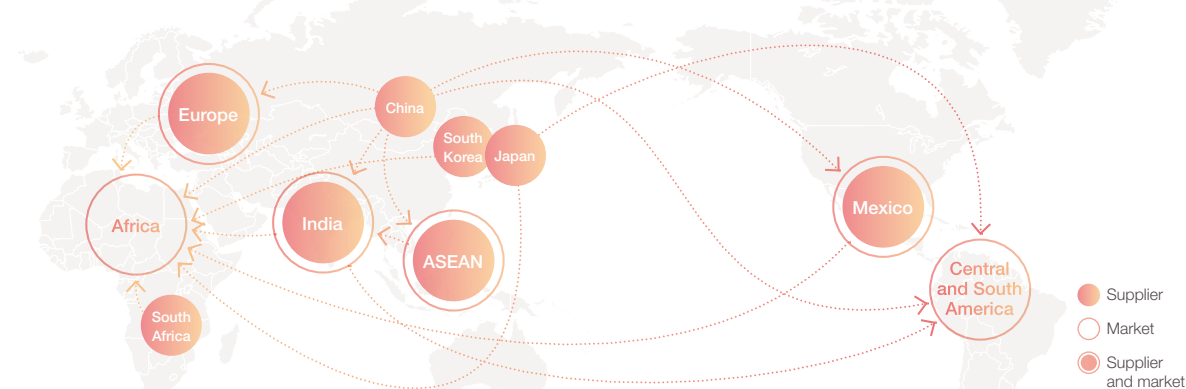 Europe
China
South
Korea
Japan
Africa
India
ASEAN
South
Africa
Mexico
Central
and South
America
Supplier
Market
Supplier
and market